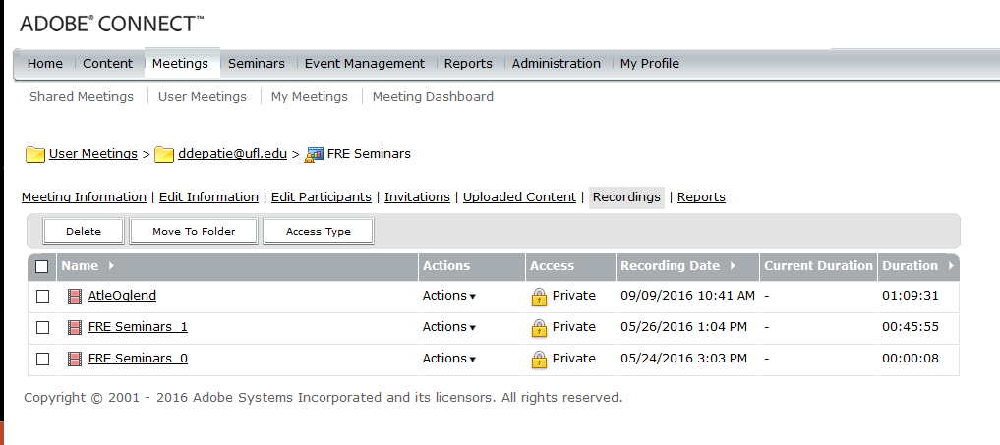 ADOBE® CONNECT™
Home Content Meetings Seminars Event Management Reports Administration My Profile
Shared Meetings User Meetings My Meetings Meeting Dashboard
User Meetings > ddepatie@ufl.edu > FRE Seminars
Meeting Information | Edit Information | Edit Participants | Invitations | Uploaded Content | Recordings | Reports
Delete Move To Folder Access Type
Name Actions Access Recording Date Current Duration Duration
AtleOglend Actions Private 09/09/2016 10:41 AM - 01:09:31
FRE Seminars_1 Actions Private 05/26/2016 1:04 PM - 00:45:55
FRE Seminars_0 Actions Private 05/24/2016 3:03 PM - 00:00:08
Copyright © 2001 - 2016 Adobe Systems Incorporated and its licensors. All rights reserved.